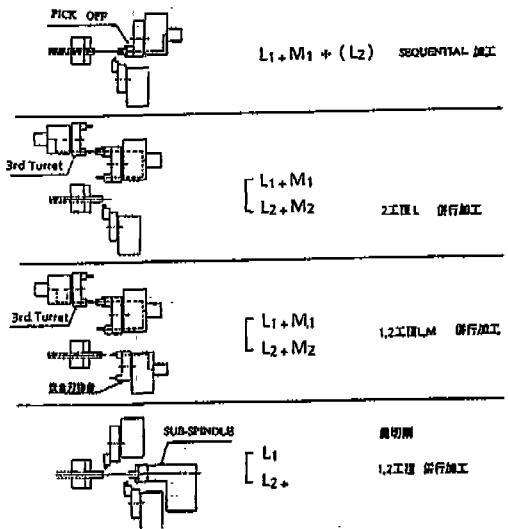 PICK OFF
L1+M1+(L2) SEQUENTIAL 加工
3rd Turret
L1+M1
L2+M2
2工程L 併行加工
3rd Turret
L1+M1
L2+M2
1,2工程L,M 併行加工
SUB-SPINDLE
L1
L2+
1,2工程 併行加工